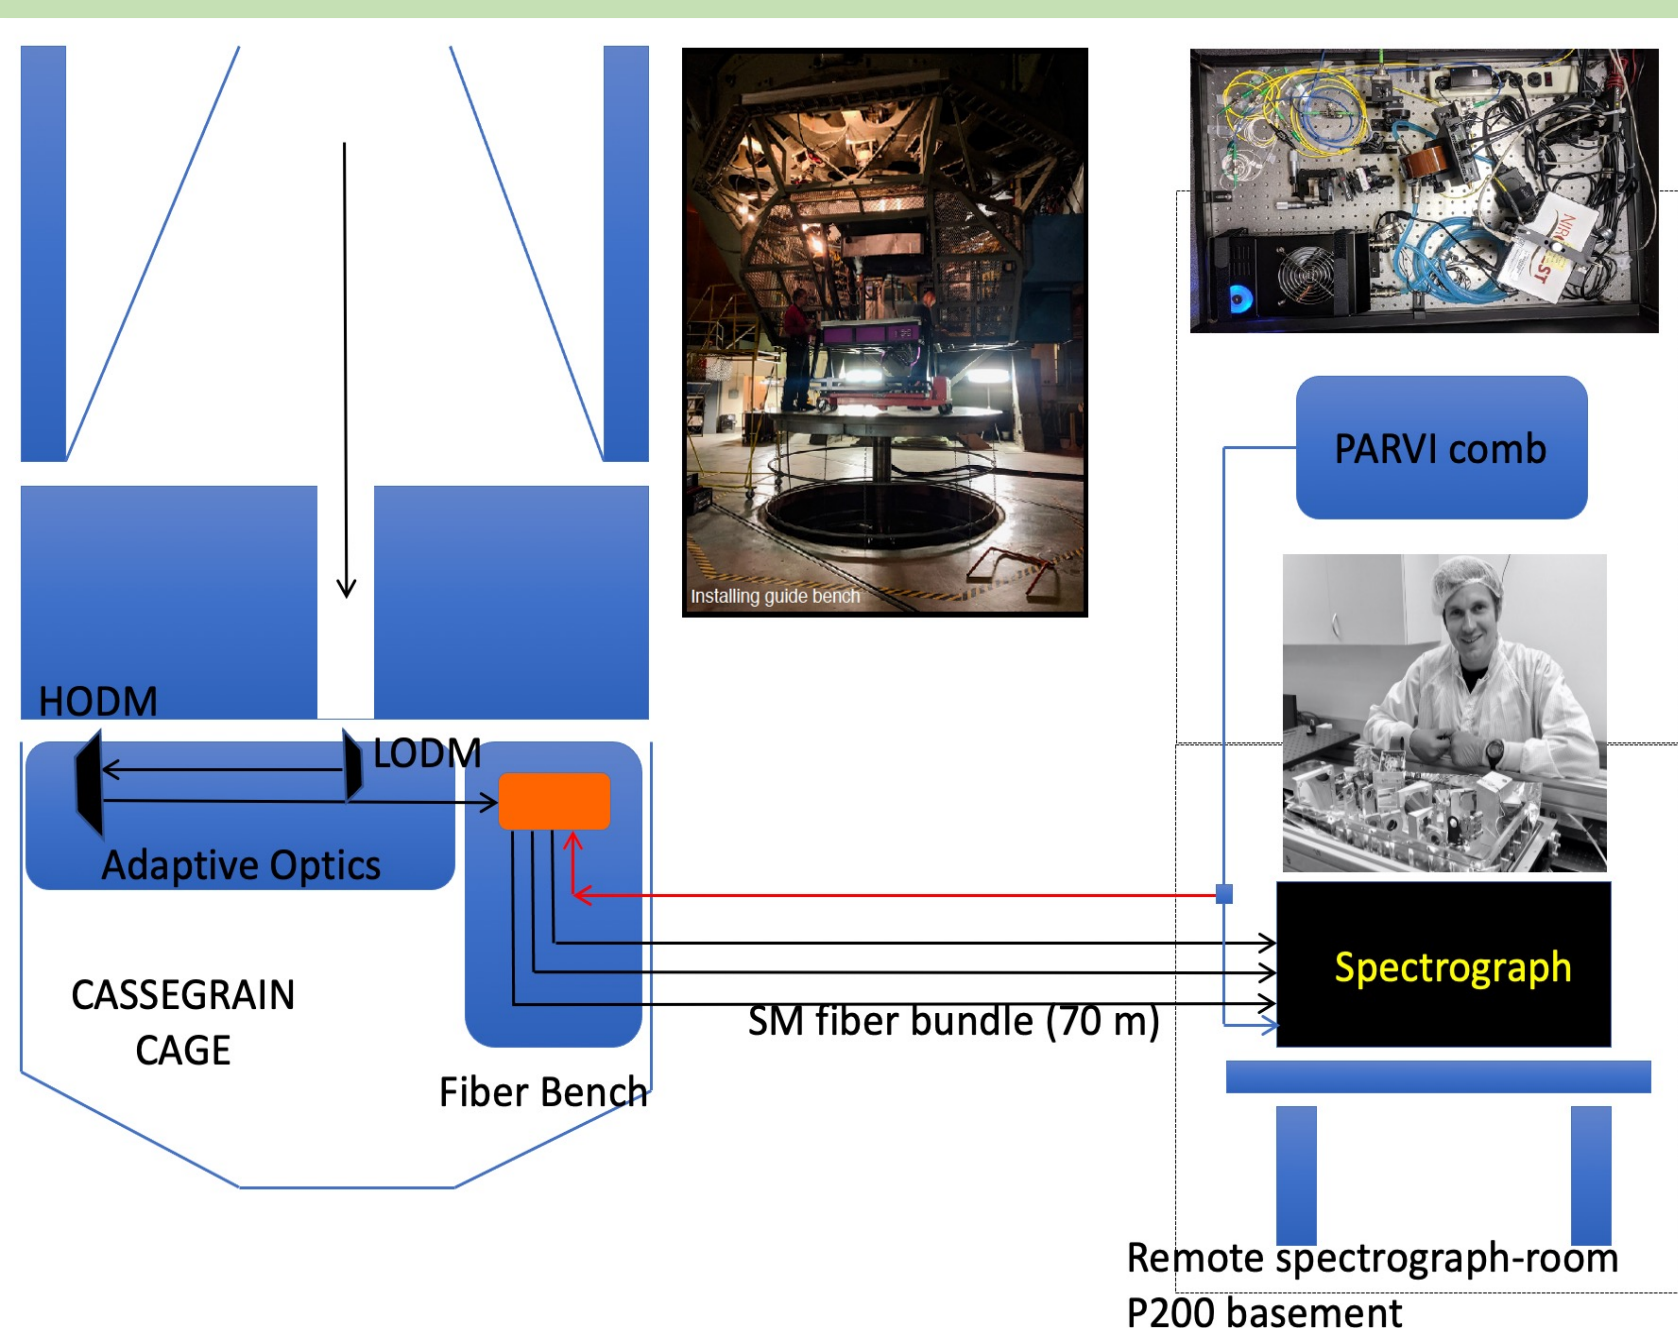 Installing guide bench
PARVI comb
HODM
LODM
Adaptive Optics
CASSEGRAIN
CAGE
Fiber Bench
SM fiber bundle (70 m)
Spectrograph
Remote spectrograph-room
P200 basement